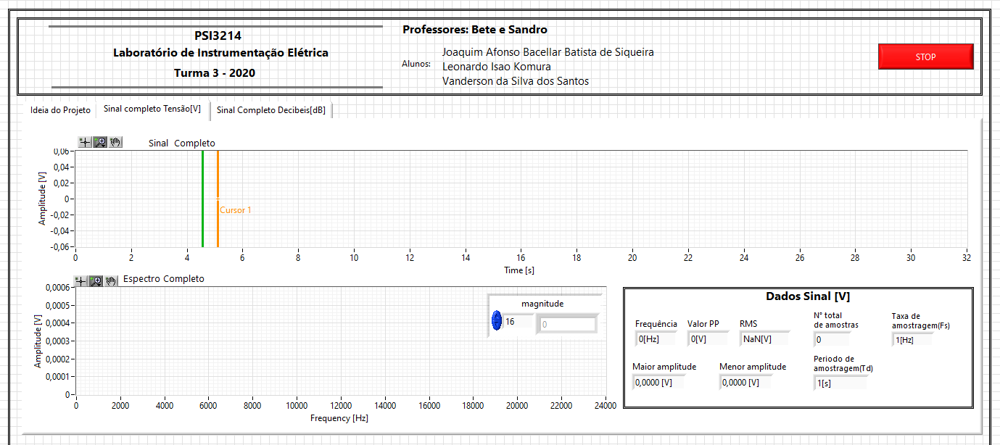 PSI3214
Laboratório de Instrumentação Elétrica
Turma 3 - 2020
Professores: Bete e Sandro
Alunos:
Joaquim Afonso Bacellar Batista de Siqueira
Leonardo Isao Komura
Vanderson da Silva dos Santos
STOP
Ideia do Projeto
Sinal completo Tensão[V]
Sinal Completo Decibeis[dB]
Sinal Completo
Amplitude [V]
0,06
0,04
0,02
0
-0,02
-0,04
-0,06
Cursor 1
0 2 4 6 8 10 12 14 16 18 20 22 24 26 28 30 32
Time [s]
Espectro Completo
Amplitude [V]
0,0006
0,0005
0,0004
0,0003
0,0002
0,0001
0
0 2000 4000 6000 8000 10000 12000 14000 16000 18000 20000 22000 24000
Frequency [Hz]
magnitude
16
0
Dados Sinal [V]
Frequência
0[Hz]
Valor PP
0[V]
RMS
NaN[V]
N° total
de amostras
0
Taxa de
amostragem(Fs)
1[Hz]
Maior amplitude
0,0000 [V]
Menor amplitude
0,0000 [V]
Periodo de
amostragem(Td)
1[s]